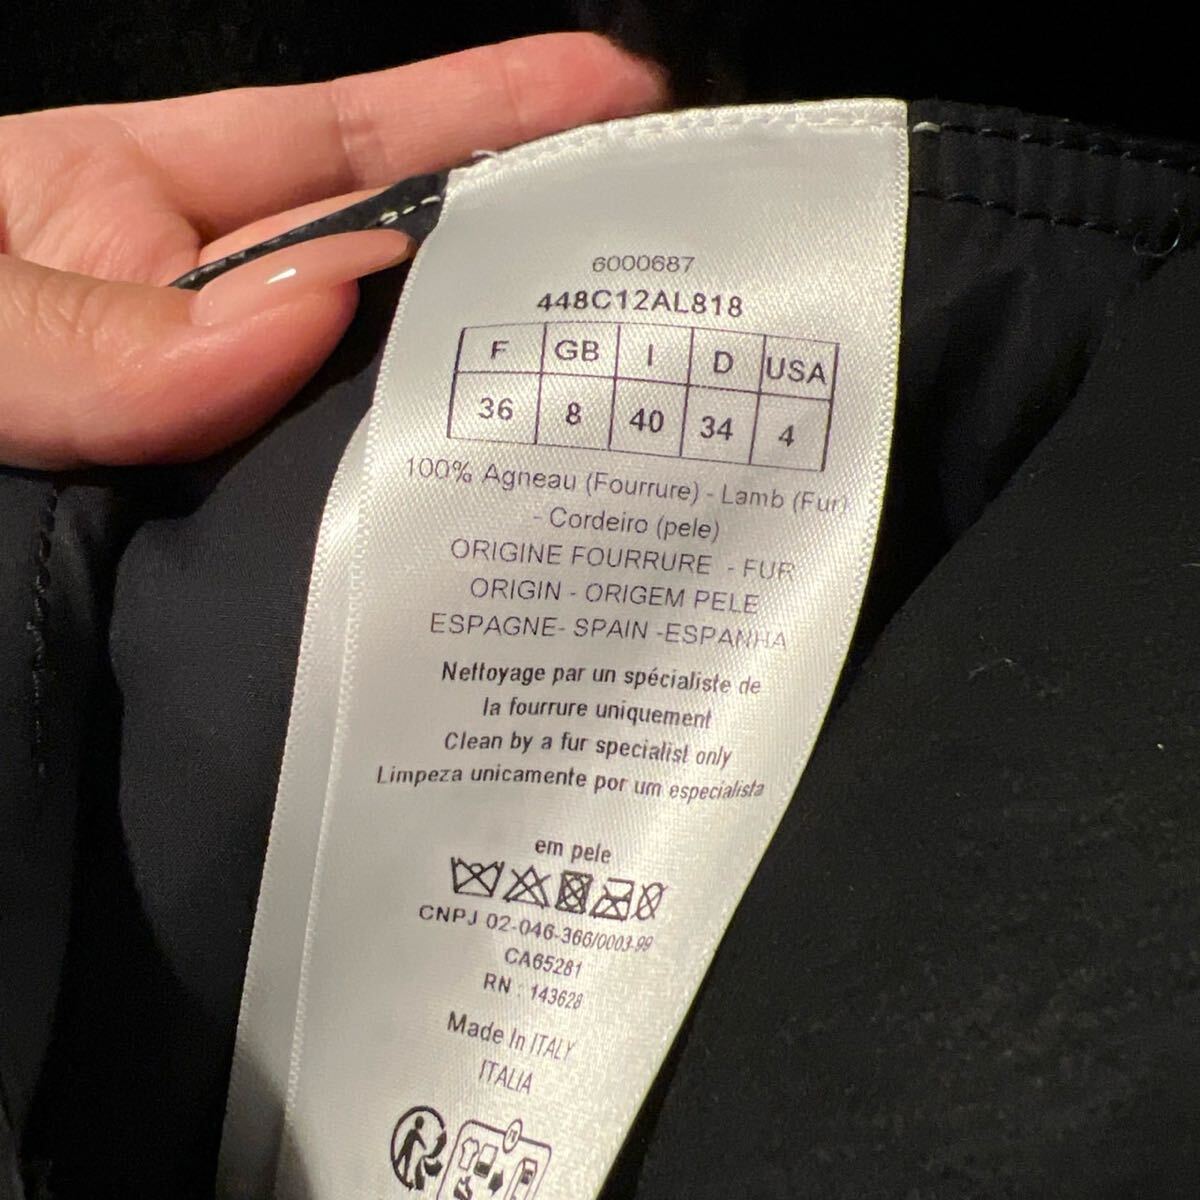 6000687
448C12AL818
F GB I D USA
36 8 40 34 4
100% Agneau (Fourrure) - Lamb (Fur)
- Cordeiro (pele)
ORIGINE FOURRURE - FUR
ORIGIN - ORIGEM PELE
ESPAGNE- SPAIN -ESPANHA
Nettoyage par un spécialiste de
la fourrure uniquement
Clean by a fur specialist only
Limpeza unicamente por um especialista
em pele
CNPJ 02-046-366/0003-99
CA65281
RN : 143628
Made In ITALY
ITALIA